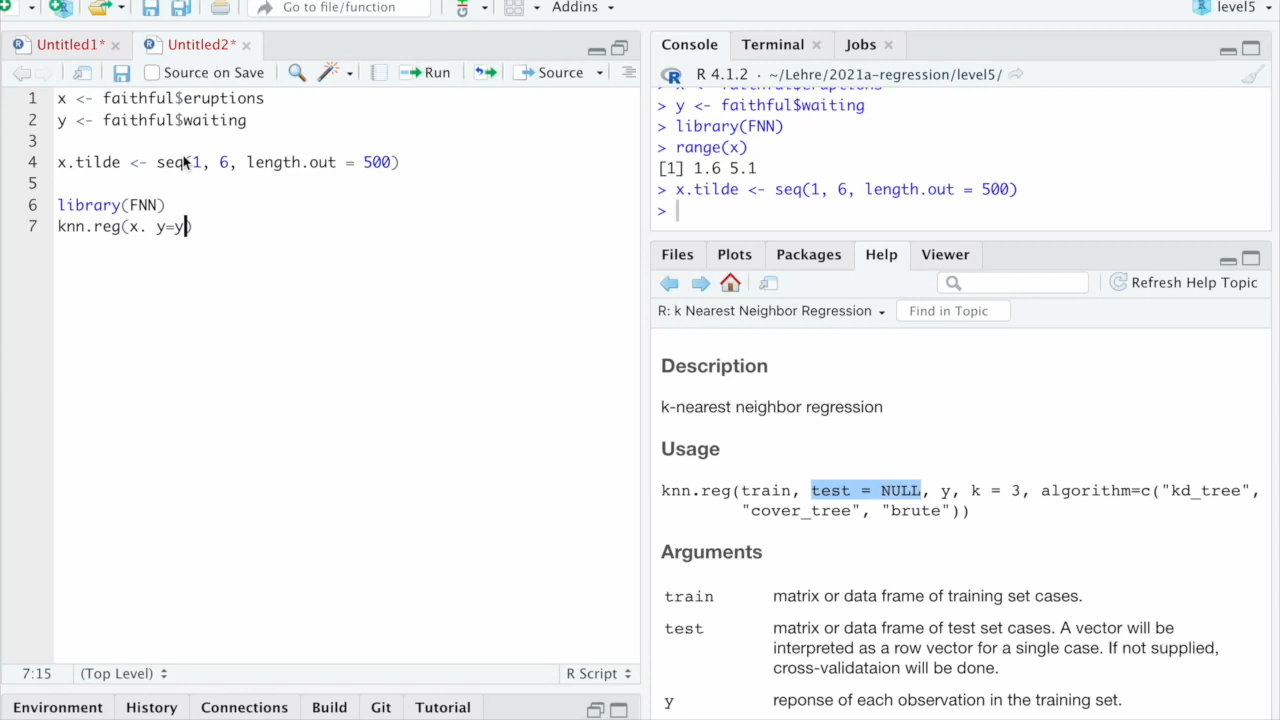 Go to file/function
Addins
level5
Untitled1*
Untitled2*
Source on Save
Run
Source
1 x <- faithful$eruptions
2 y <- faithful$waiting
3
4 x.tilde <- seq(1, 6, length.out = 500)
5
6 library(FNN)
7 knn.reg(x. y=y)
7:15 (Top Level) R Script
Environment History Connections Build Git Tutorial
Console Terminal Jobs
R 4.1.2 · ~/Lehre/2021a-regression/level5/
> x <- faithful$eruptions
> y <- faithful$waiting
> library(FNN)
> range(x)
[1] 1.6 5.1
> x.tilde <- seq(1, 6, length.out = 500)
>
Files Plots Packages Help Viewer
Refresh Help Topic
R: k Nearest Neighbor Regression
Find in Topic
Description
k-nearest neighbor regression
Usage
knn.reg(train, test = NULL, y, k = 3, algorithm=c("kd_tree",
"cover_tree", "brute"))
Arguments
train matrix or data frame of training set cases.
test matrix or data frame of test set cases. A vector will be
interpreted as a row vector for a single case. If not supplied,
cross-validataion will be done.
y reponse of each observation in the training set.